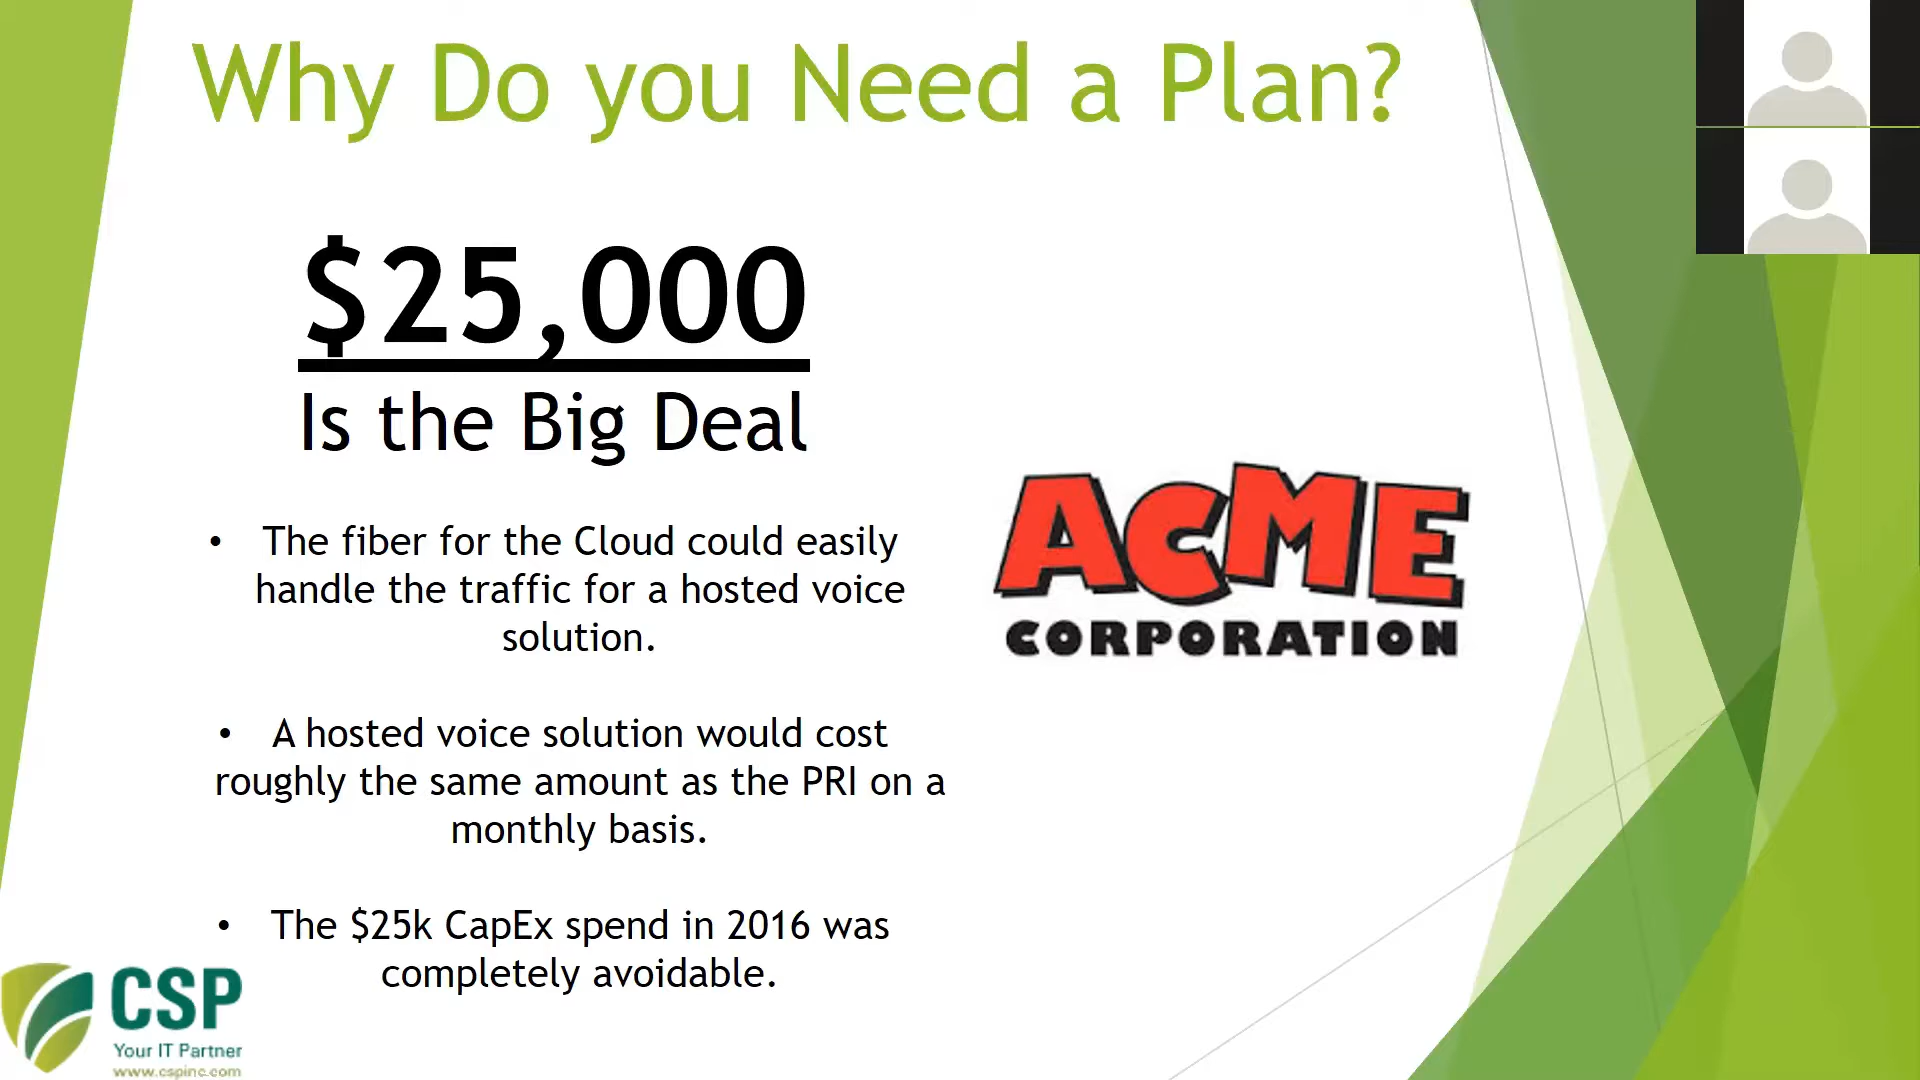 Why Do you Need a Plan?
$25,000
Is the Big Deal
• The fiber for the Cloud could easily
handle the traffic for a hosted voice
solution.
• A hosted voice solution would cost
roughly the same amount as the PRI on a
monthly basis.
• The $25k CapEx spend in 2016 was
completely avoidable.
ACME
CORPORATION
CSP
Your IT Partner
www.cspinc.com